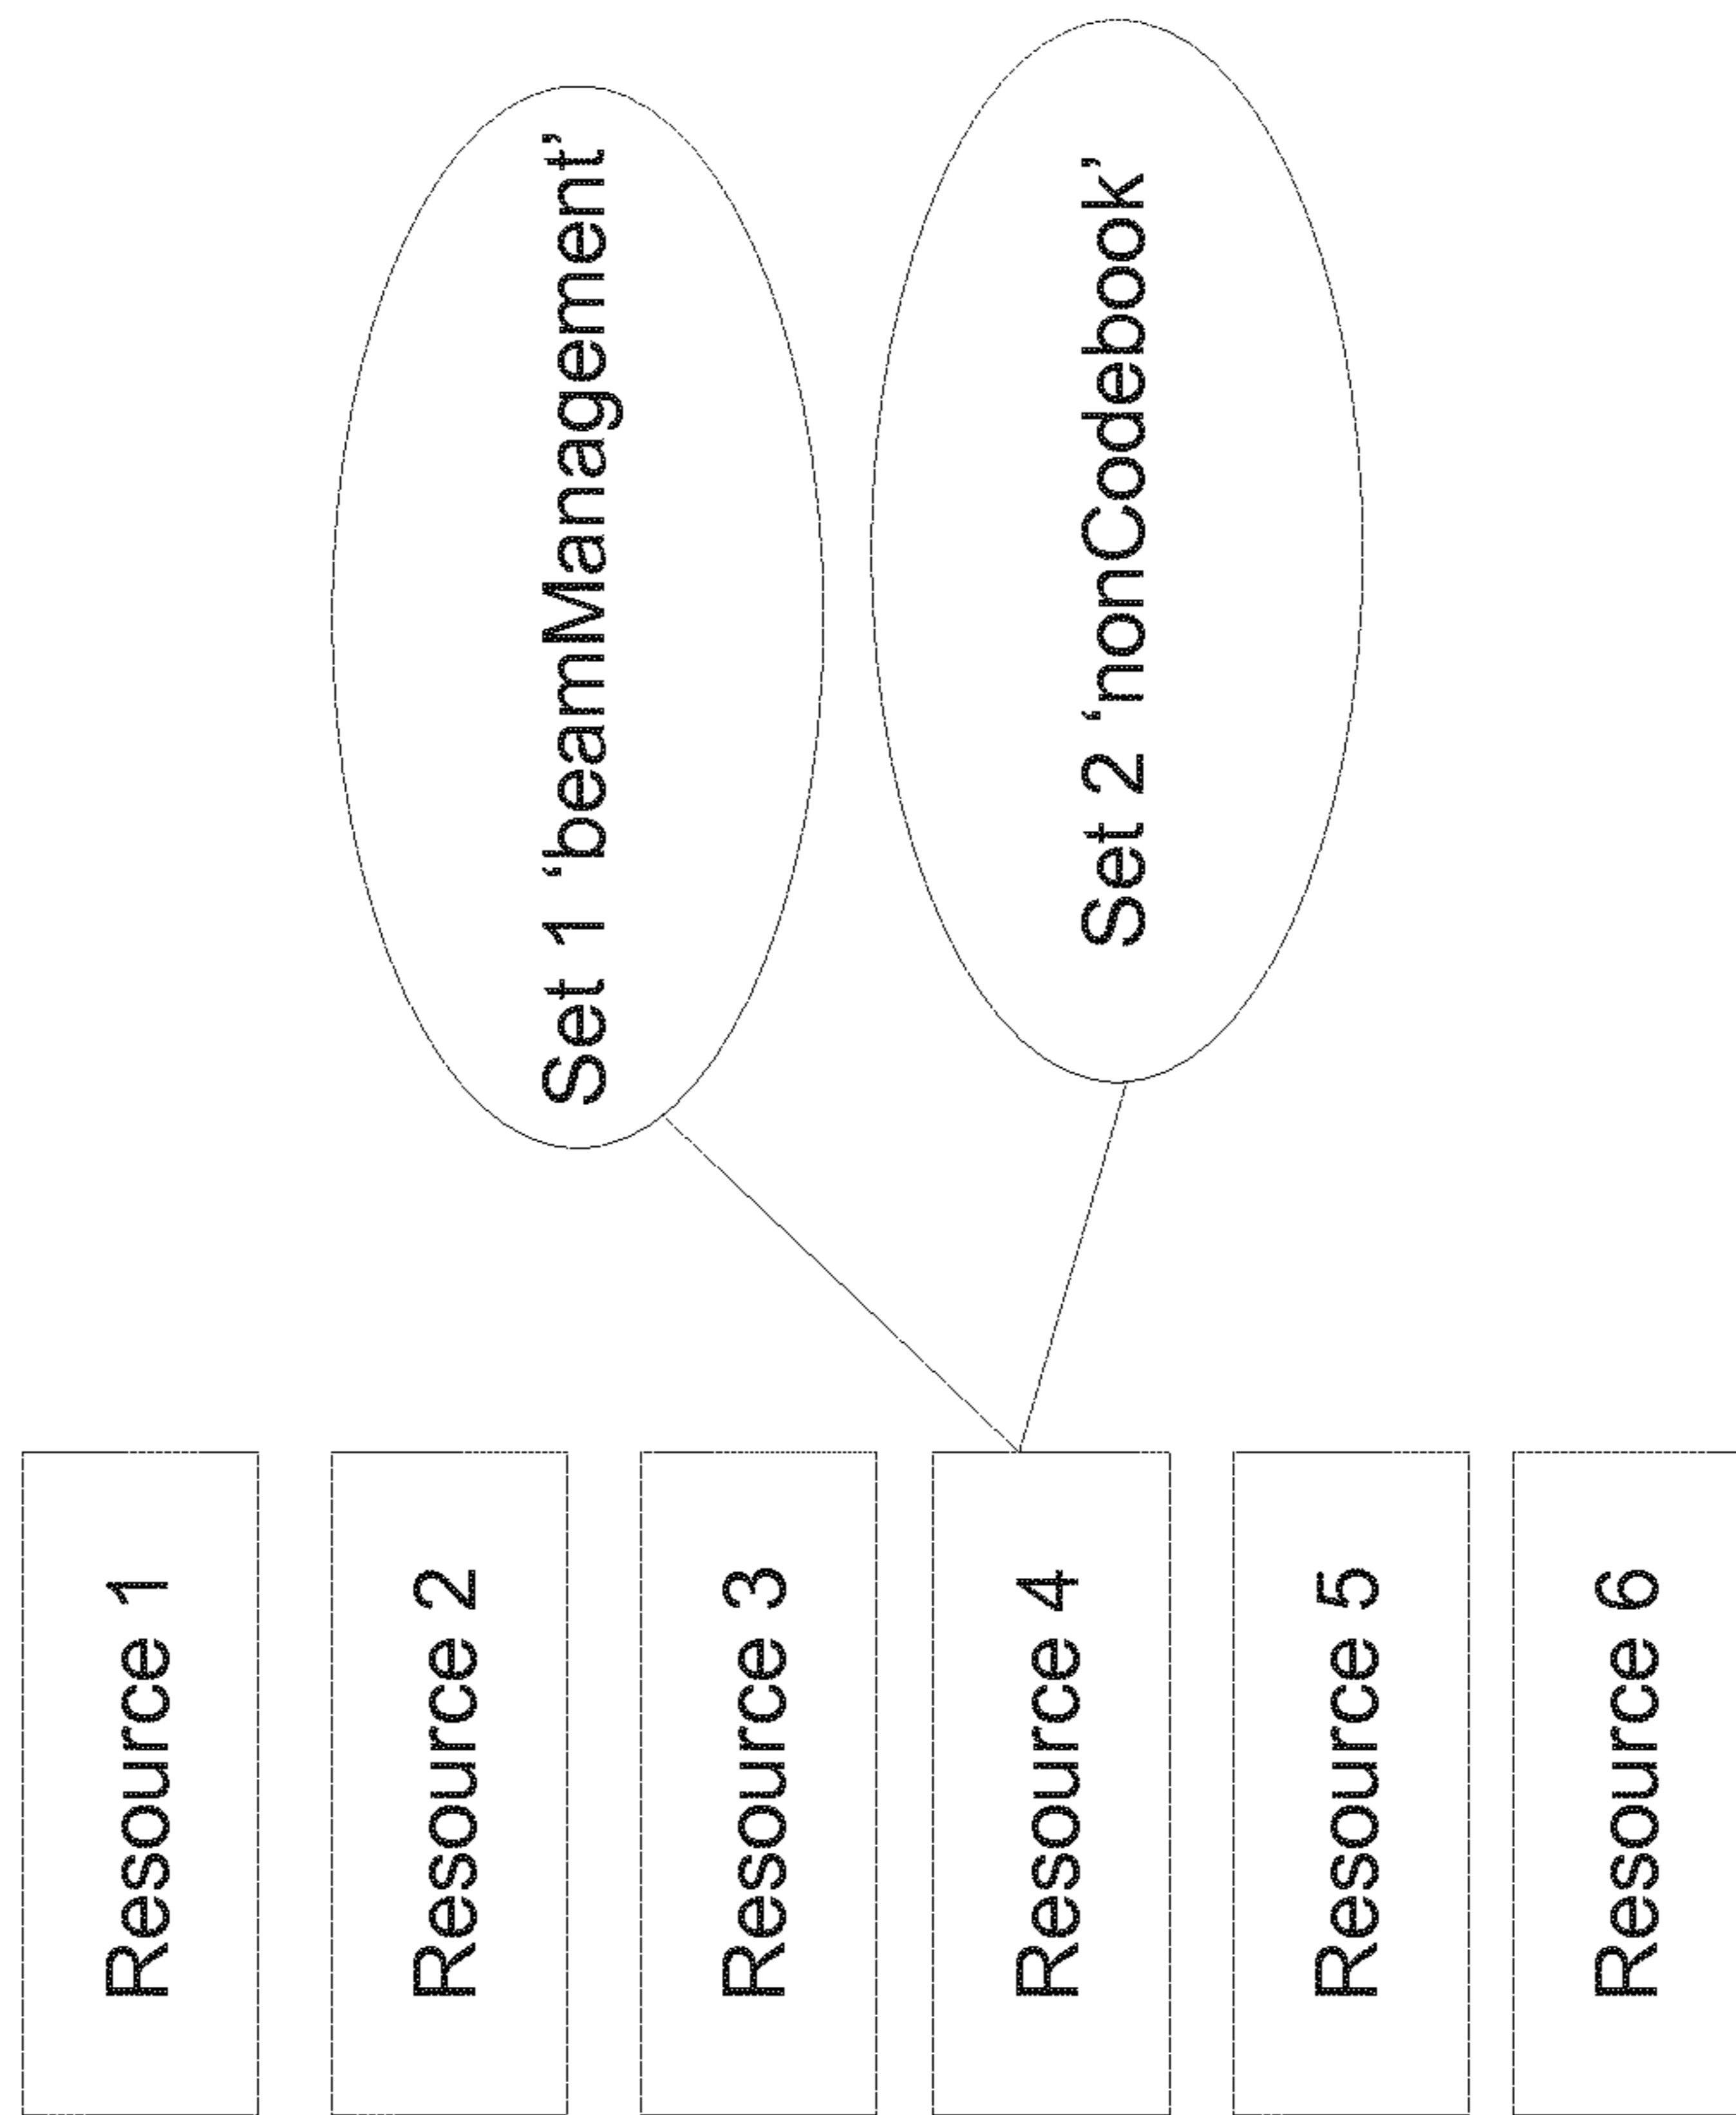 Resource 1
Resource 2
Resource 3
Resource 4
Resource 5
Resource 6
Set 1 ‘beamManagement’
Set 2 ‘nonCodebook’